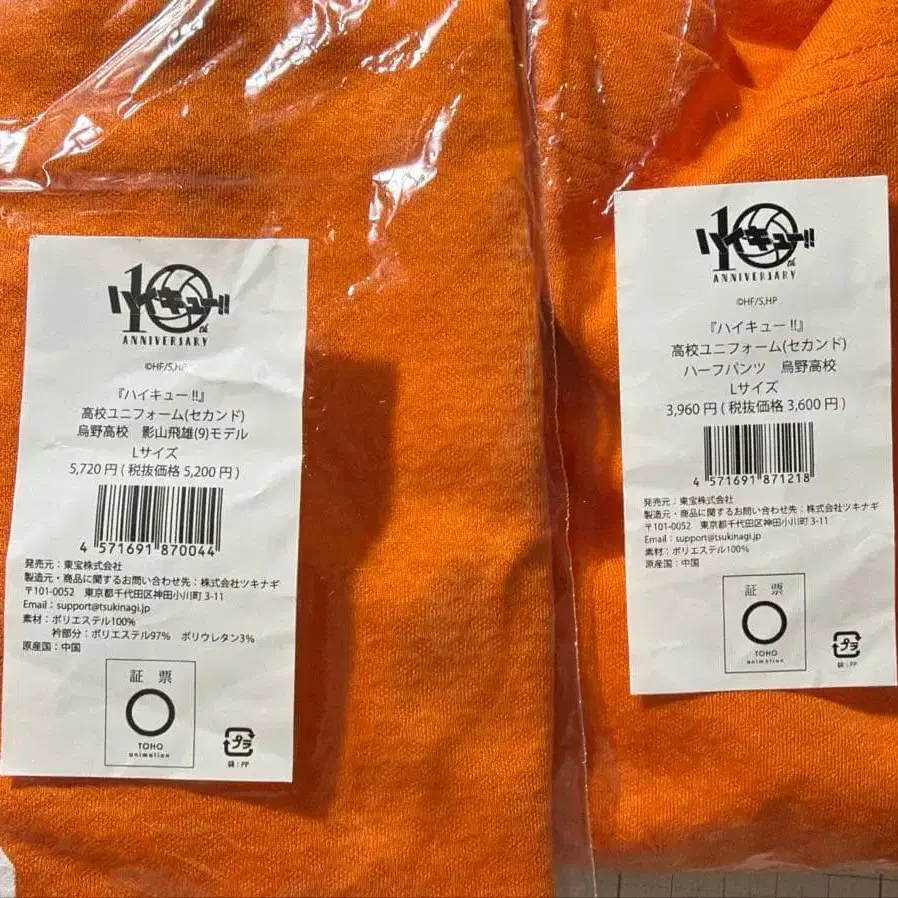 10th
ハイキュー!!
ANNIVERSARY
©HF/S,HP
『ハイキュー!!』
高校ユニフォーム(セカンド)
烏野高校 影山飛雄(9)モデル
Lサイズ
5,720円(税抜価格 5,200円)
4 571691 870044
発売元:東宝株式会社
製造元・商品に関するお問い合わせ先:株式会社ツキナギ
〒101-0052 東京都千代田区神田小川町 3-11
Email:support@tsukinagi.jp
素材:ポリエステル100%
衿部分:ポリエステル97% ポリウレタン3%
原産国:中国
証票
TOHO
animation
プラ
袋:PP
10th
ハイキュー!!
ANNIVERSARY
©HF/S,HP
『ハイキュー!!』
高校ユニフォーム(セカンド)
ハーフパンツ 烏野高校
Lサイズ
3,960円(税抜価格 3,600円)
4 571691 871218
発売元:東宝株式会社
製造元・商品に関するお問い合わせ先:株式会社ツキナギ
〒101-0052 東京都千代田区神田小川町 3-11
Email:support@tsukinagi.jp
素材:ポリエステル100%
原産国:中国
証票
TOHO
animation
プラ
袋:PP